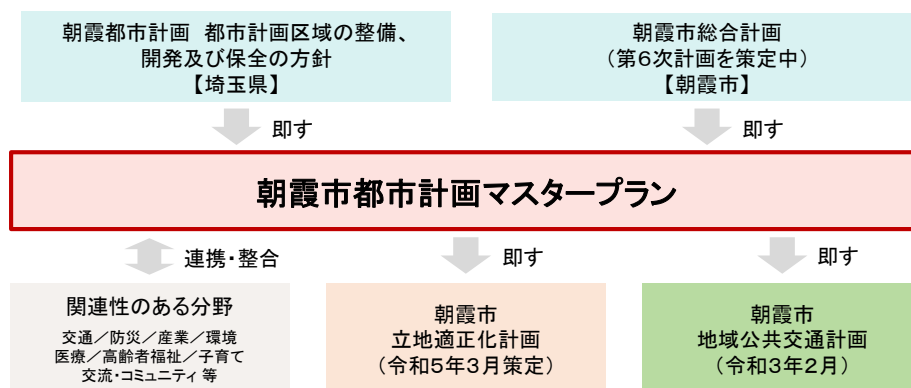 朝霞都市計画 都市計画区域の整備、
開発及び保全の方針
【埼玉県】
朝霞市総合計画
（第６次計画を策定中）
【朝霞市】
即す
即す
朝霞市都市計画マスタープラン
連携・整合
即す
即す
関連性のある分野
交通／防災／産業／環境
医療／高齢者福祉／子育て
交流・コミュニティ 等
朝霞市
立地適正化計画
（令和５年３月策定）
朝霞市
地域公共交通計画
（令和３年２月）